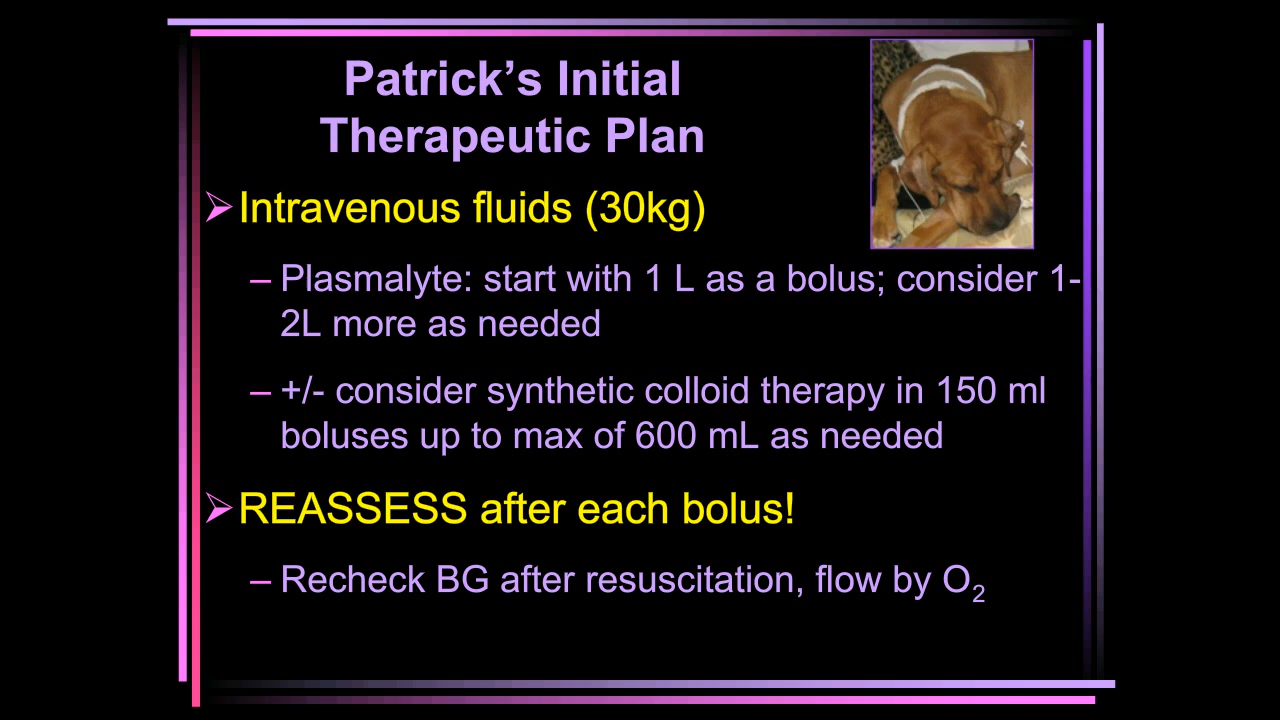 Patrick’s Initial
Therapeutic Plan
Intravenous fluids (30kg)
– Plasmalyte: start with 1 L as a bolus; consider 1-
2L more as needed
– +/- consider synthetic colloid therapy in 150 ml
boluses up to max of 600 mL as needed
REASSESS after each bolus!
– Recheck BG after resuscitation, flow by O₂